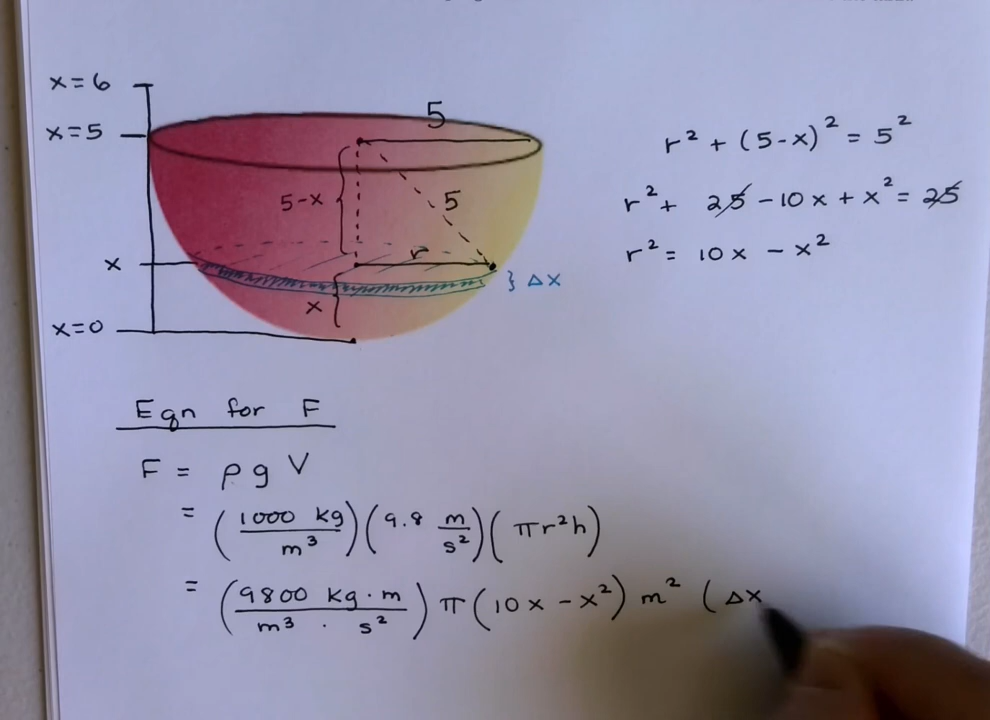 x=6
x=5
5
5-x
5
x
r
x
} Δx
x=0
r² + (5-x)² = 5²
r² + 25 - 10x + x² = 25
r² = 10x - x²
Eqn for F
F = ρ g V
= (1000 kg / m³)(9.8 m / s²)(πr²h)
= (9800 kg · m / m³ · s²) π (10x - x²) m² (Δx